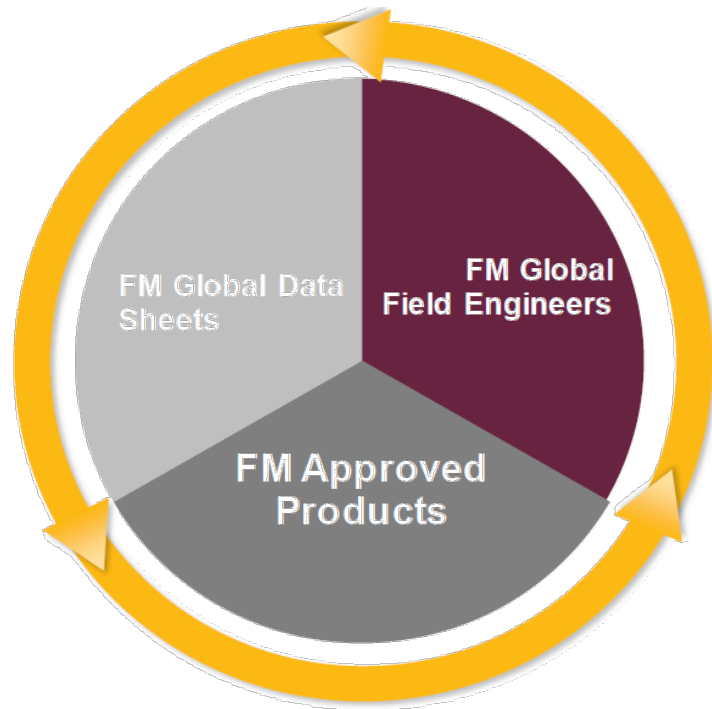 FM Global Data
Sheets
FM Global
Field Engineers
FM Approved
Products